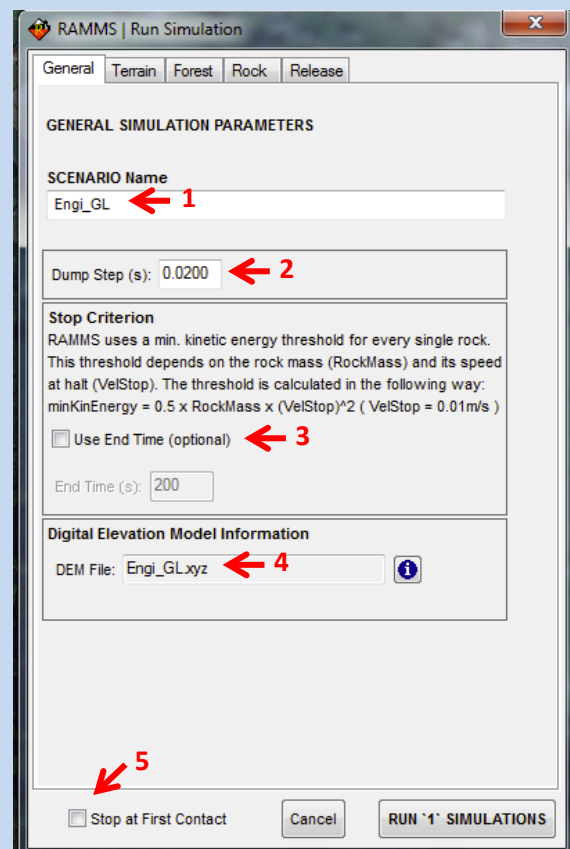 RAMMS | Run Simulation
General Terrain Forest Rock Release
GENERAL SIMULATION PARAMETERS
SCENARIO Name
Engi_GL 1
Dump Step (s): 0.0200 2
Stop Criterion
RAMMS uses a min. kinetic energy threshold for every single rock.
This threshold depends on the rock mass (RockMass) and its speed
at halt (VelStop). The threshold is calculated in the following way:
minKinEnergy = 0.5 x RockMass x (VelStop)^2 ( VelStop = 0.01m/s )
Use End Time (optional) 3
End Time (s): 200
Digital Elevation Model Information
DEM File: Engi_GL.xyz 4
5
Stop at First Contact Cancel RUN `1` SIMULATIONS